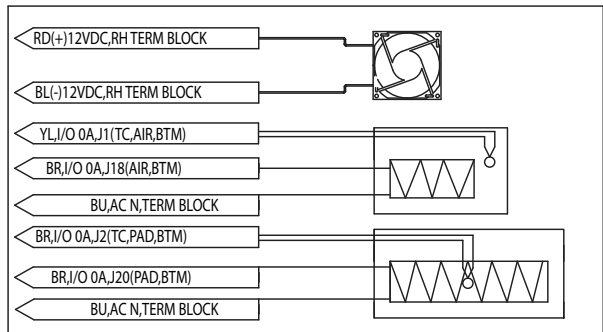 RD(+)12VDC,RH TERM BLOCK
BL(-)12VDC,RH TERM BLOCK
YL,I/O 0A,J1(TC,AIR,BTM)
BR,I/O 0A,J18(AIR,BTM)
BU,AC N,TERM BLOCK
BR,I/O 0A,J2(TC,PAD,BTM)
BR,I/O 0A,J20(PAD,BTM)
BU,AC N,TERM BLOCK